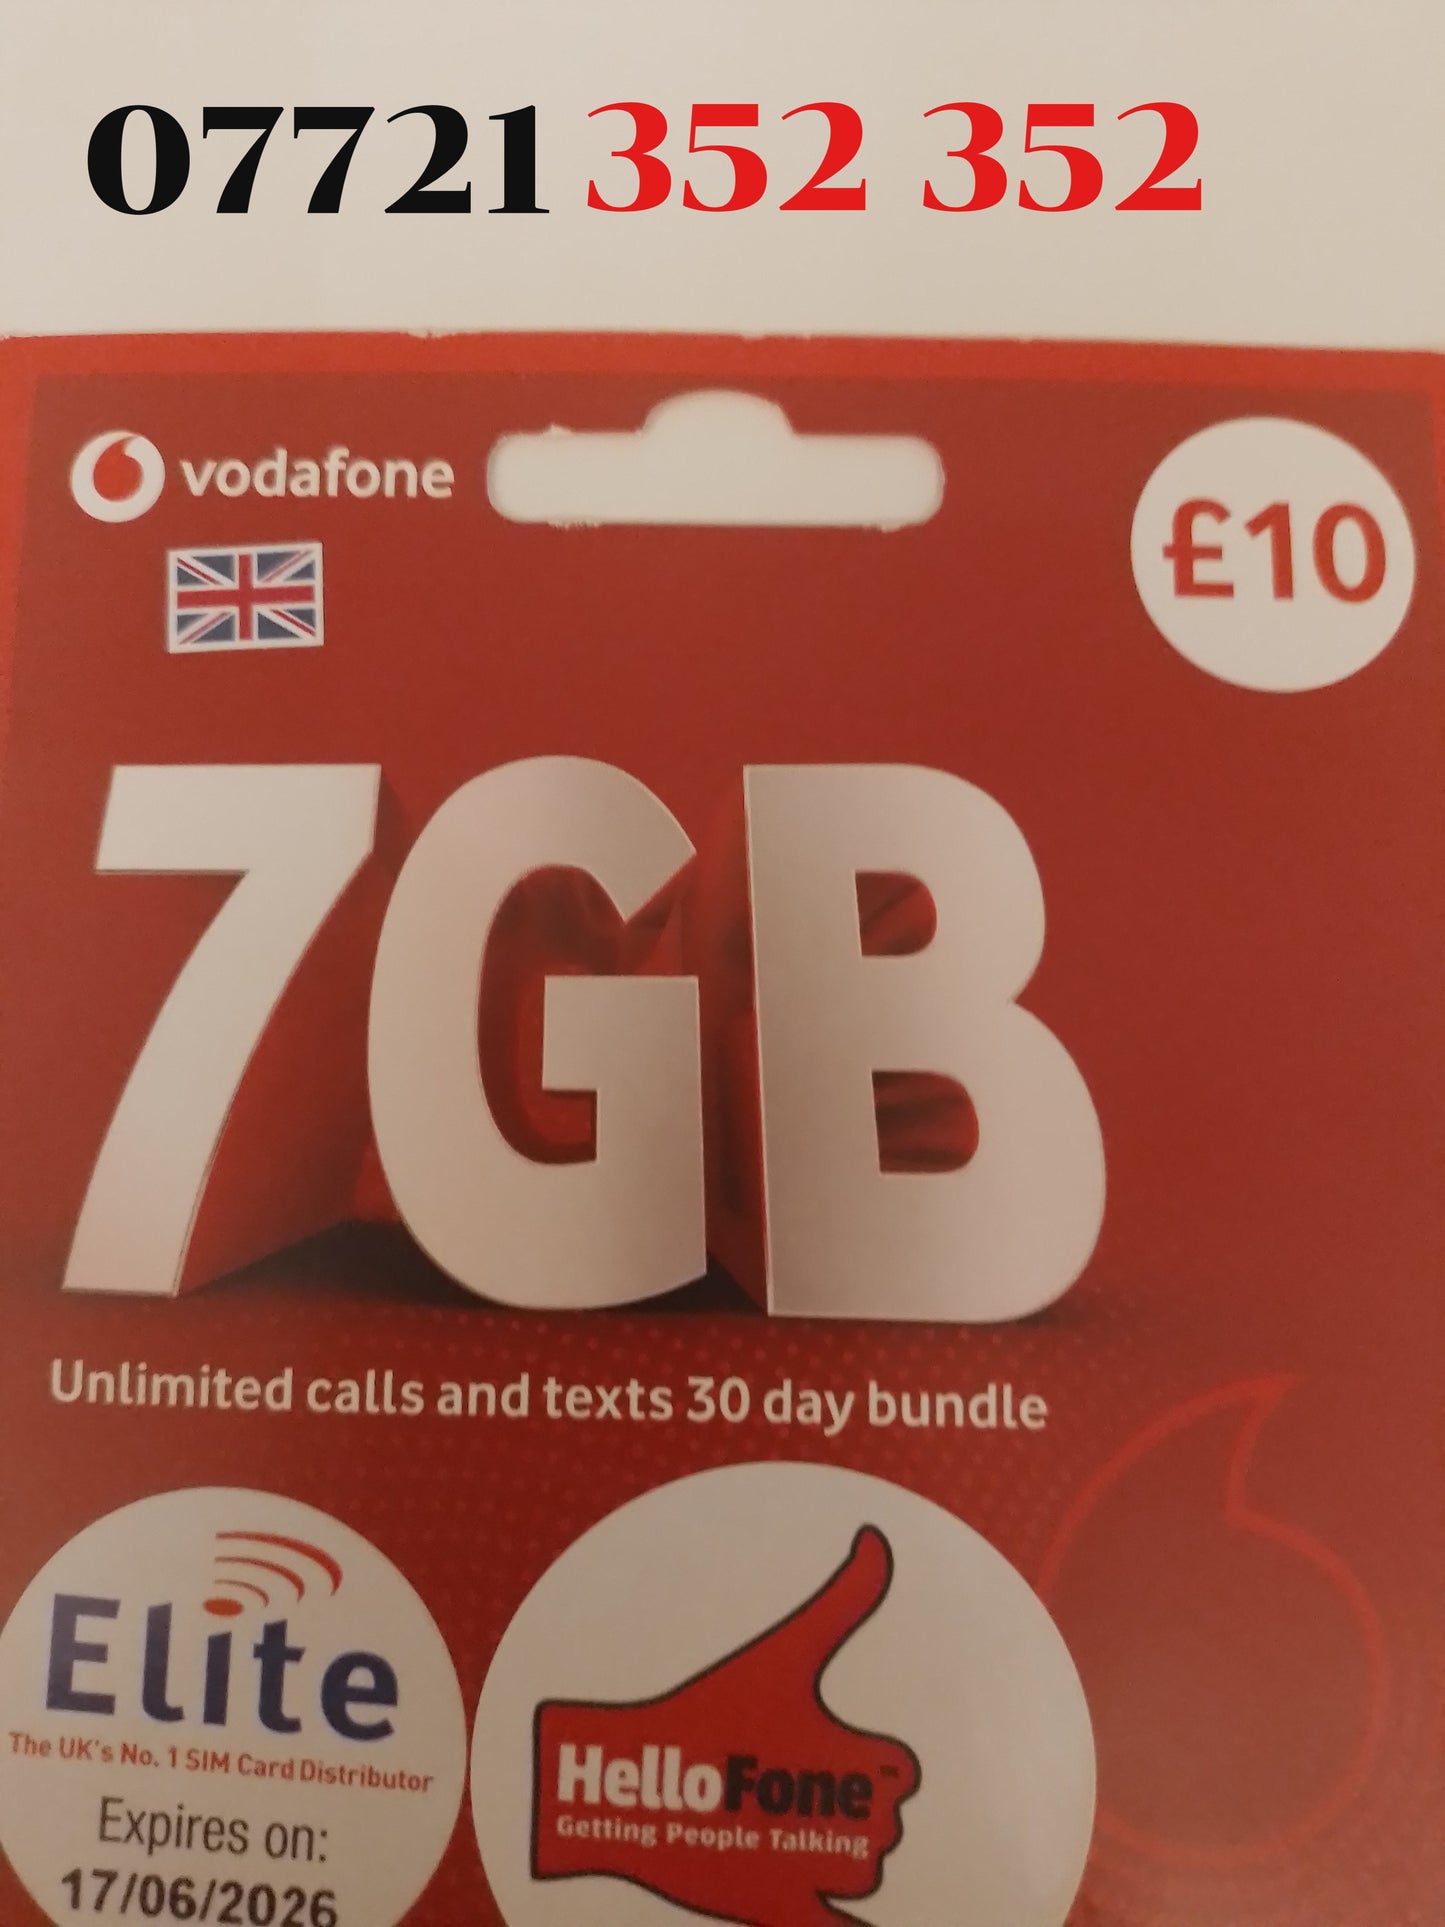 07721 352 352
vodafone
£10
7GB
Unlimited calls and texts 30 day bundle
Elite
The UK's No. 1 SIM Card Distributor
Expires on:
17/06/2026
HelloFone™
Getting People Talking